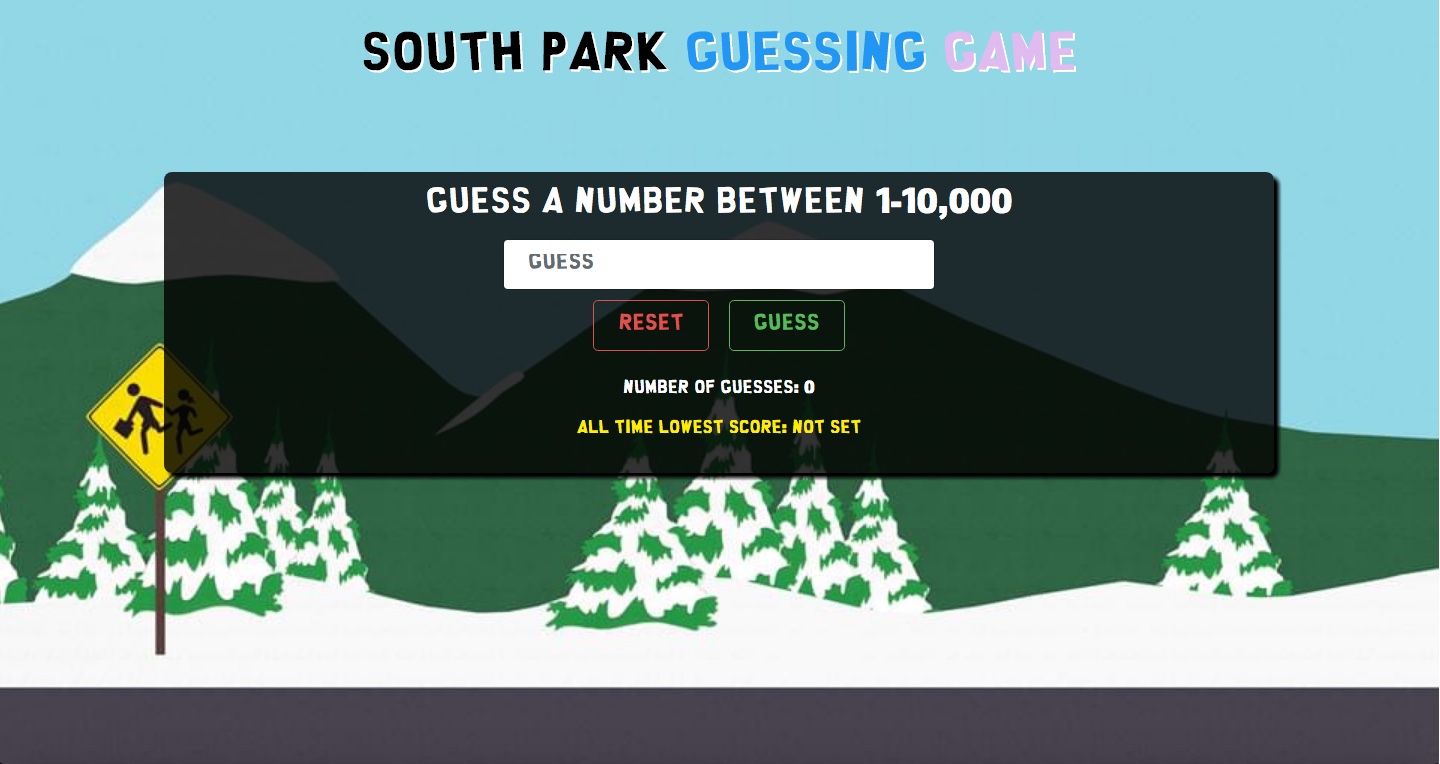 SOUTH PARK GUESSING GAME
GUESS A NUMBER BETWEEN 1-10,000
GUESS
RESET GUESS
NUMBER OF GUESSES: 0
ALL TIME LOWEST SCORE: NOT SET